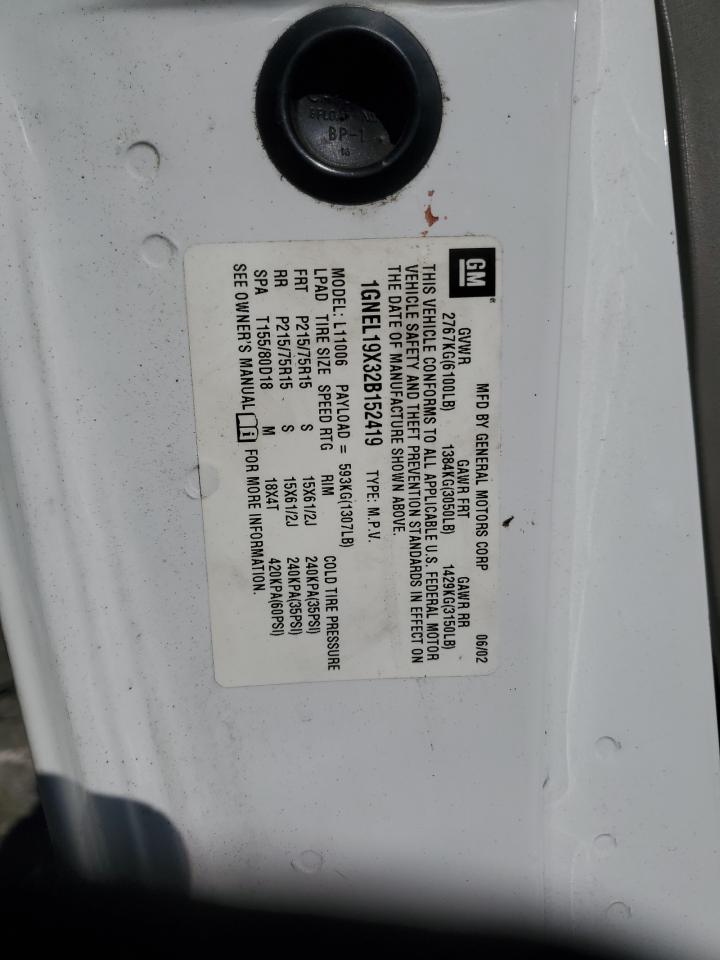 BP-1
GM
MFD BY GENERAL MOTORS CORP 06/02
GVWR GAWR FRT GAWR RR
2767KG(6100LB) 1384KG(3050LB) 1429KG(3150LB)
THIS VEHICLE CONFORMS TO ALL APPLICABLE U.S. FEDERAL MOTOR
VEHICLE SAFETY AND THEFT PREVENTION STANDARDS IN EFFECT ON
THE DATE OF MANUFACTURE SHOWN ABOVE.
1GNEL19X32B152419 TYPE: M.P.V.
MODEL: L11006 PAYLOAD = 593KG(1307LB)
LPAD TIRE SIZE SPEED RTG RIM COLD TIRE PRESSURE
FRT P215/75R15 S 15X61/2J 240KPA(35PSI)
RR P215/75R15 S 15X61/2J 240KPA(35PSI)
SPA T155/80D18 M 18X4T 420KPA(60PSI)
SEE OWNER'S MANUAL FOR MORE INFORMATION.